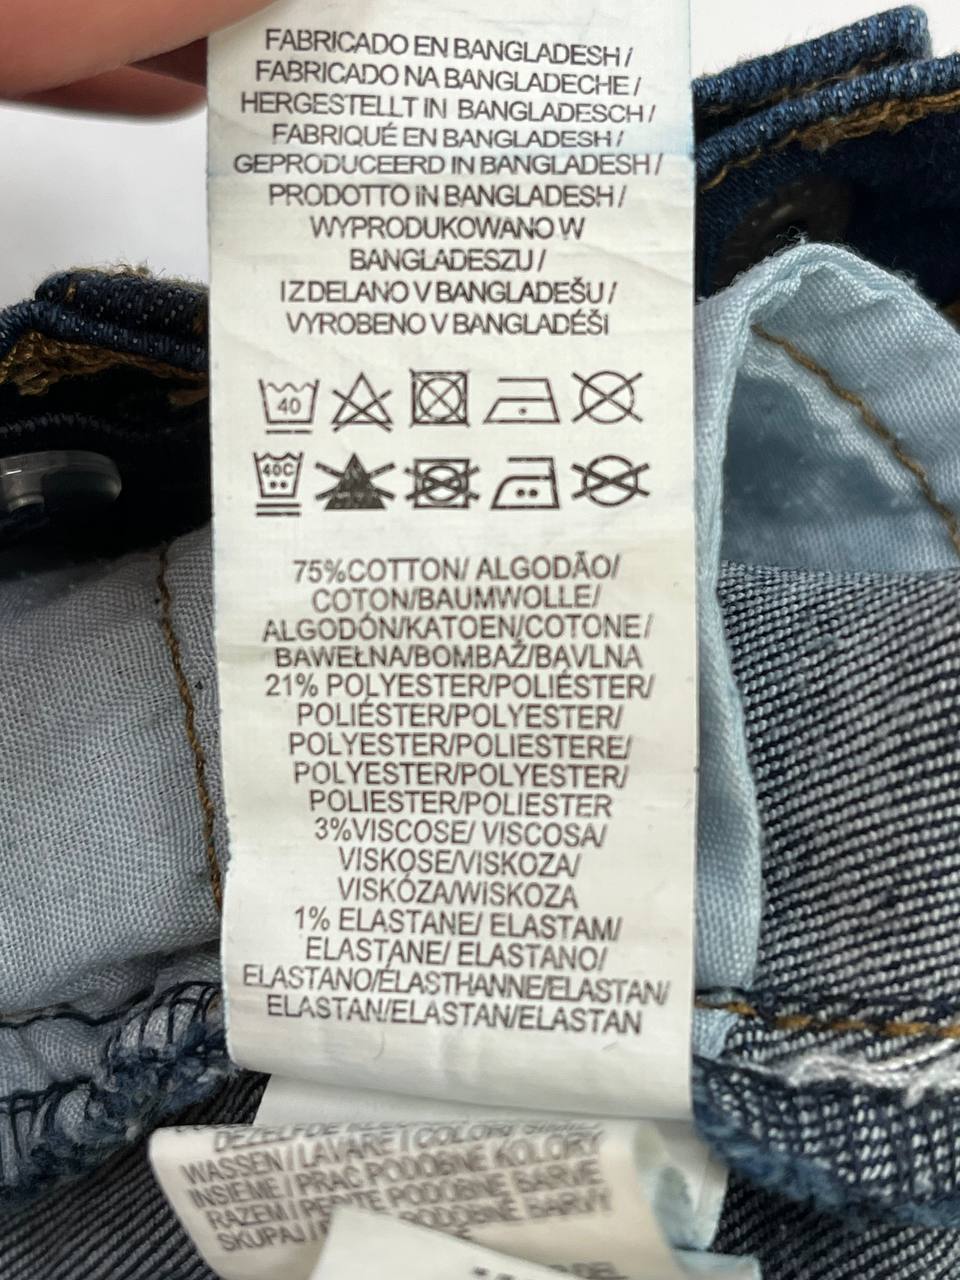 FABRICADO EN BANGLADESH /
FABRICADO NA BANGLADECHE /
HERGESTELLT IN BANGLADESCH /
FABRIQUÉ EN BANGLADESH /
GEPRODUCEERD IN BANGLADESH /
PRODOTTO IN BANGLADESH /
WYPRODUKOWANO W
BANGLADESZU /
IZDELANO V BANGLADEŠU /
VYROBENO V BANGLADÉŠI
40
40C
75%COTTON/ ALGODÃO/
COTON/BAUMWOLLE/
ALGODÓN/KATOEN/COTONE/
BAWEŁNA/BOMBAŽ/BAVLNA
21% POLYESTER/POLIÉSTER/
POLIÉSTER/POLYESTER/
POLYESTER/POLIESTERE/
POLYESTER/POLYESTER/
POLIESTER/POLIESTER
3%VISCOSE/ VISCOSA/
VISKOSE/VISKOZA/
VISKÓZA/WISKOZA
1% ELASTANE/ ELASTAM/
ELASTANE/ ELASTANO/
ELASTANO/ÉLASTHANNE/ELASTAN/
ELASTAN/ELASTAN/ELASTAN
DEZELFDE
WASSEN / LAVARE I COLORI
INSIEME / PRAĆ PODOBNE KOLORY
RAZEM / PODOBNE BARVE
SKUPAJ / PODOBNÉ BARVY